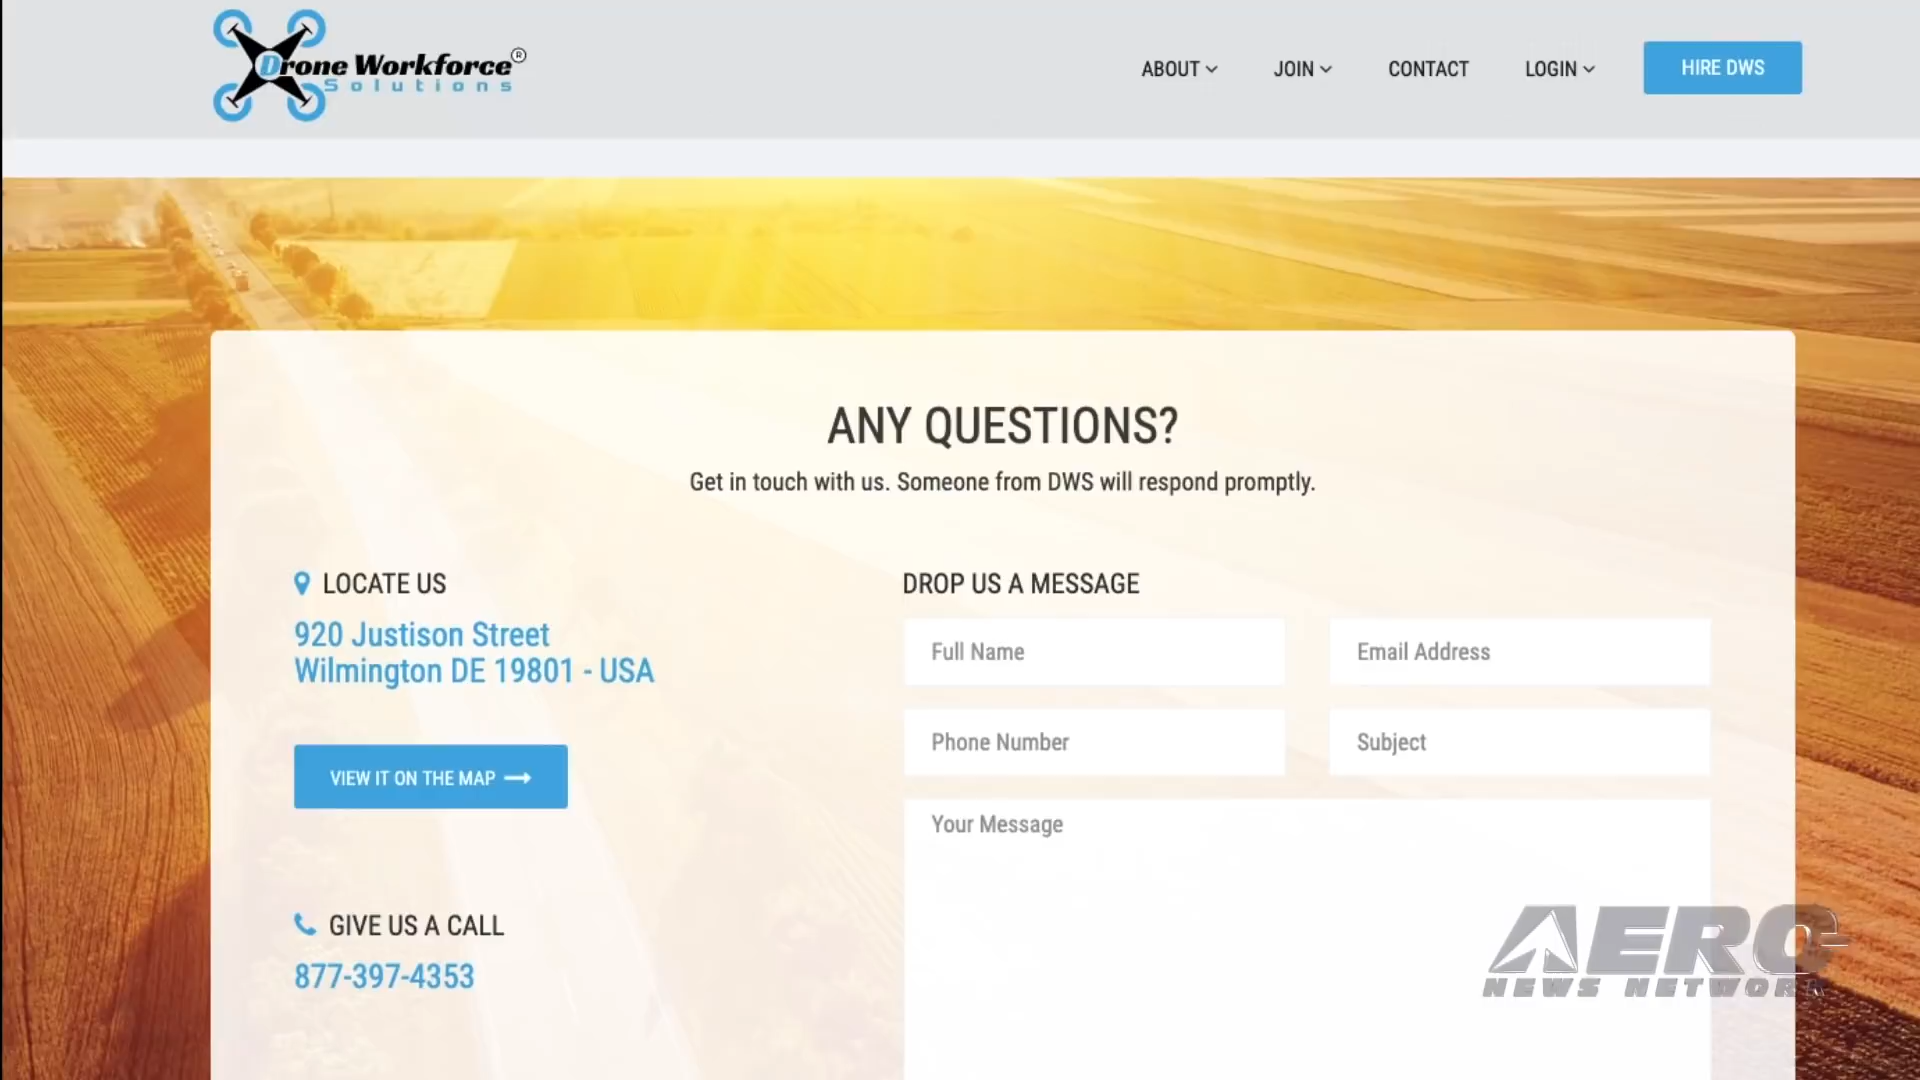 Drone Workforce®
Solutions
ABOUT
JOIN
CONTACT
LOGIN
HIRE DWS
ANY QUESTIONS?
Get in touch with us. Someone from DWS will respond promptly.
LOCATE US
920 Justison Street
Wilmington DE 19801 - USA
VIEW IT ON THE MAP
GIVE US A CALL
877-397-4353
DROP US A MESSAGE
Full Name
Email Address
Phone Number
Subject
Your Message
AERO
NEWS NETWORK